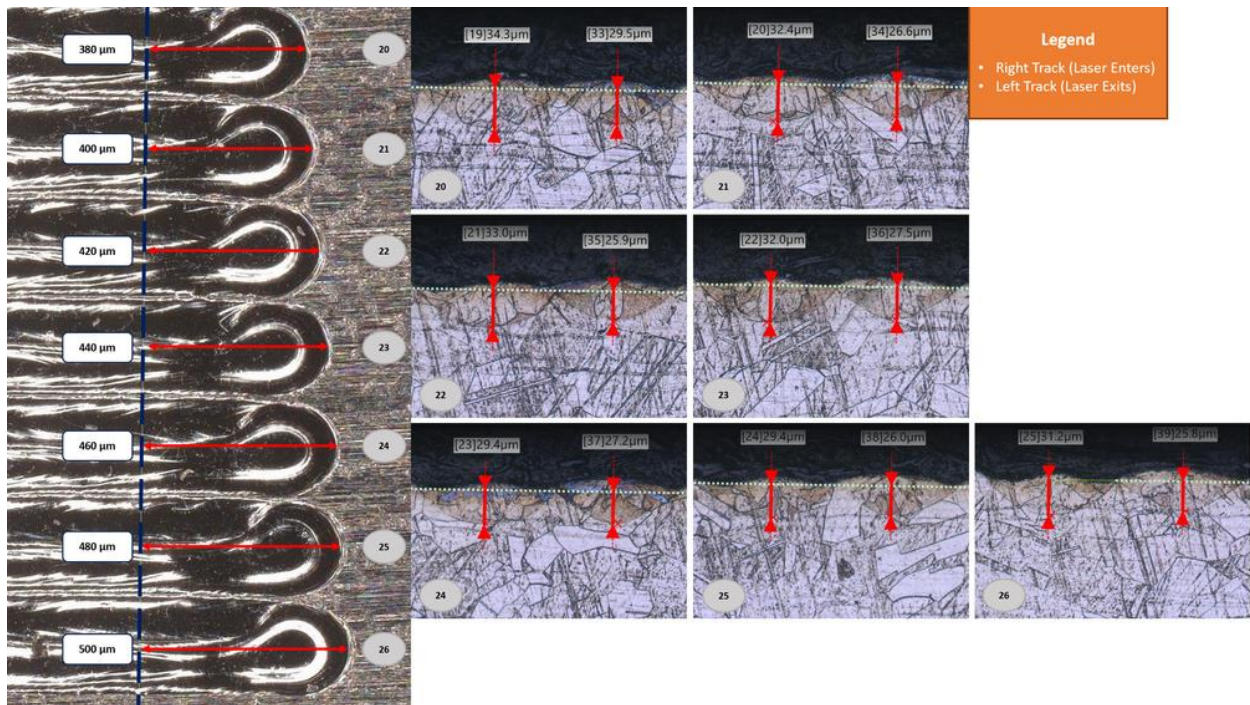 380 µm
20
400 µm
21
420 µm
22
440 µm
23
460 µm
24
480 µm
25
500 µm
26
[19]34.3µm
[33]29.5µm
20
[20]32.4µm
[34]26.6µm
21
[21]33.0µm
[35]25.9µm
22
[22]32.0µm
[36]27.5µm
23
[23]29.4µm
[37]27.2µm
24
[24]29.4µm
[38]26.0µm
25
[25]31.2µm
[39]25.8µm
26
Legend
• Right Track (Laser Enters)
• Left Track (Laser Exits)